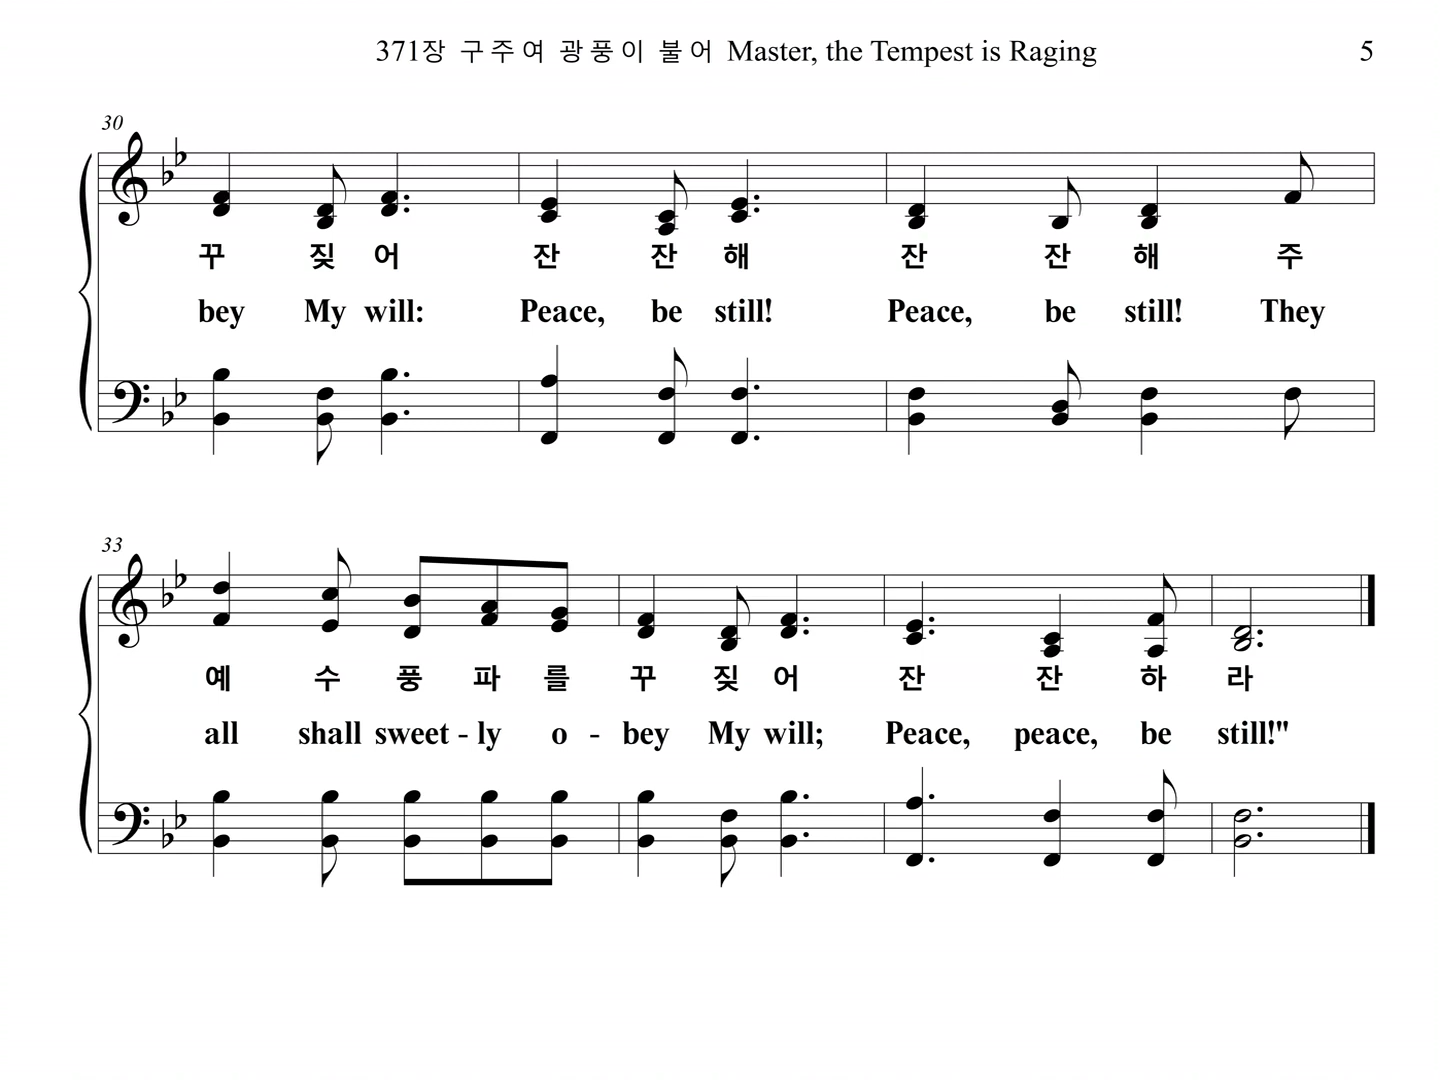 371장 구주여 광풍이 불어 Master, the Tempest is Raging 5
30
꾸 짖 어 잔 잔 해 잔 잔 해 주
bey My will: Peace, be still! Peace, be still! They
33
예 수 풍 파 를 꾸 짖 어 잔 잔 하 라
all shall sweet - ly o - bey My will; Peace, peace, be still!"